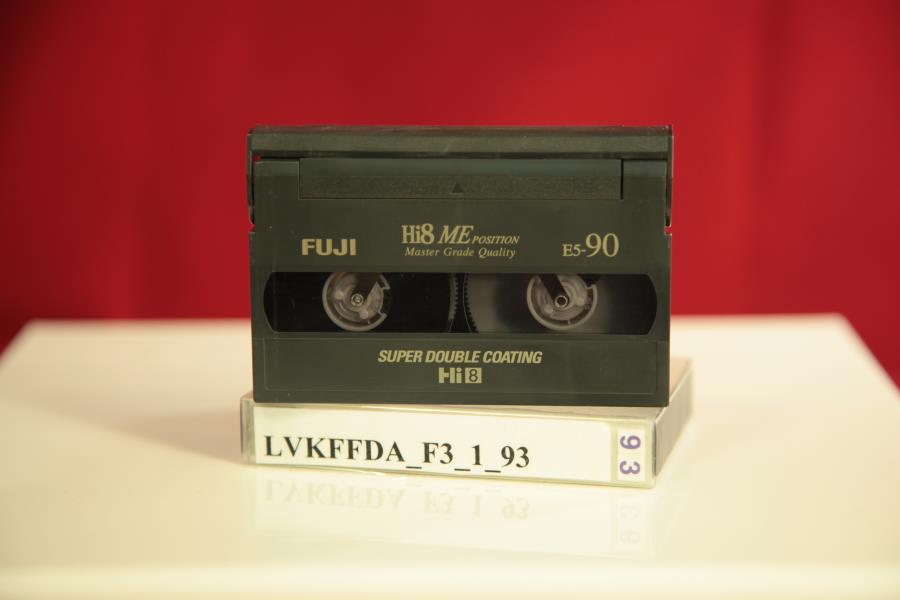 FUJI
Hi8 ME POSITION
Master Grade Quality
E5-90
SUPER DOUBLE COATING
Hi8
LVKFFDA_F3_1_93
93